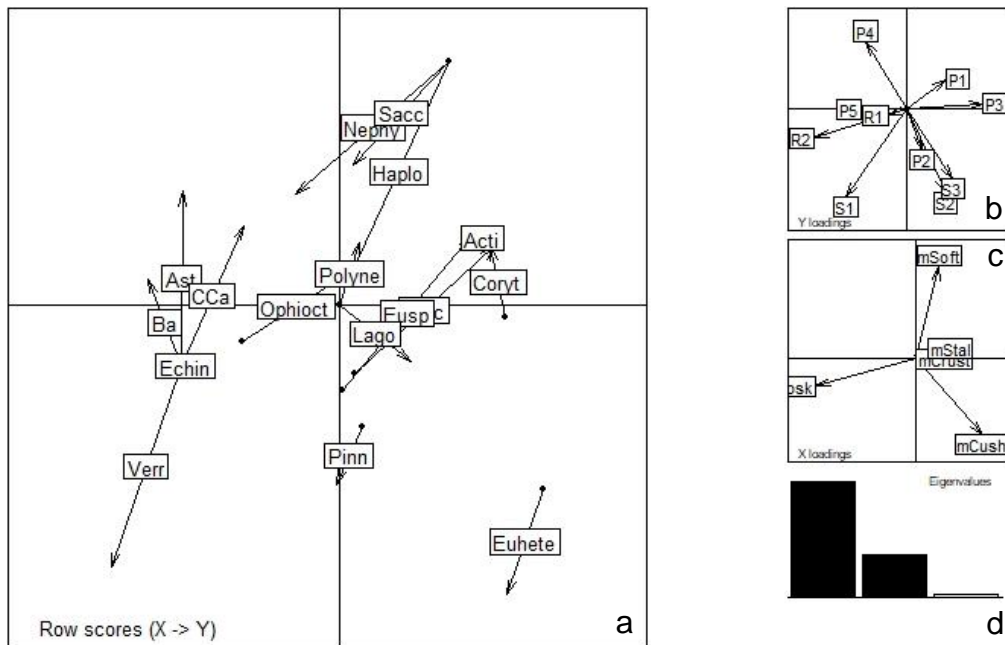 Sacc
Nephy
Haplo
Acti
Polyne
Ast
CCa
Coryt
Ophioct
Eusp
c
Ba
Lago
Echin
Verr
Pinn
Euhete
Row scores (X -> Y)
a
P4
P1
P3
P5
R1
R2
P2
S3
S1
S2
Y loadings
b
c
mSoft
mStal
mCrust
osk
mCush
X loadings
Eigenvalues
d